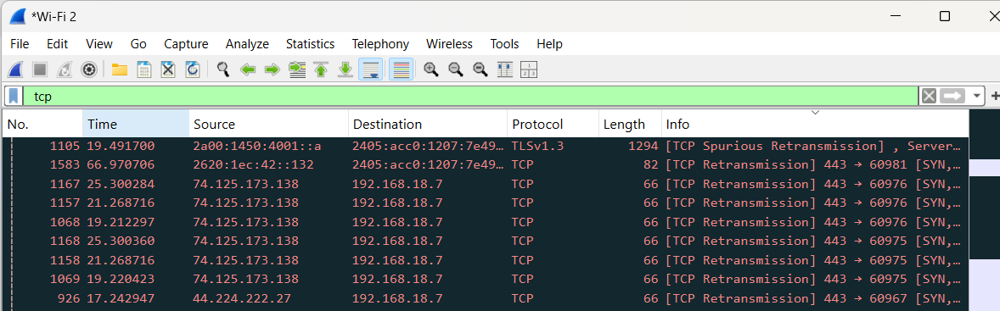 *Wi-Fi 2
File Edit View Go Capture Analyze Statistics Telephony Wireless Tools Help
tcp
No. Time Source Destination Protocol Length Info
1105 19.491700 2a00:1450:4001::a 2405:acc0:1207:7e49… TLSv1.3 1294 [TCP Spurious Retransmission] , Server…
1583 66.970706 2620:1ec:42::132 2405:acc0:1207:7e49… TCP 82 [TCP Retransmission] 443 → 60981 [SYN,…
1167 25.300284 74.125.173.138 192.168.18.7 TCP 66 [TCP Retransmission] 443 → 60976 [SYN,…
1157 21.268716 74.125.173.138 192.168.18.7 TCP 66 [TCP Retransmission] 443 → 60976 [SYN,…
1068 19.212297 74.125.173.138 192.168.18.7 TCP 66 [TCP Retransmission] 443 → 60976 [SYN,…
1168 25.300360 74.125.173.138 192.168.18.7 TCP 66 [TCP Retransmission] 443 → 60975 [SYN,…
1158 21.268716 74.125.173.138 192.168.18.7 TCP 66 [TCP Retransmission] 443 → 60975 [SYN,…
1069 19.220423 74.125.173.138 192.168.18.7 TCP 66 [TCP Retransmission] 443 → 60975 [SYN,…
926 17.242947 44.224.222.27 192.168.18.7 TCP 66 [TCP Retransmission] 443 → 60967 [SYN,…